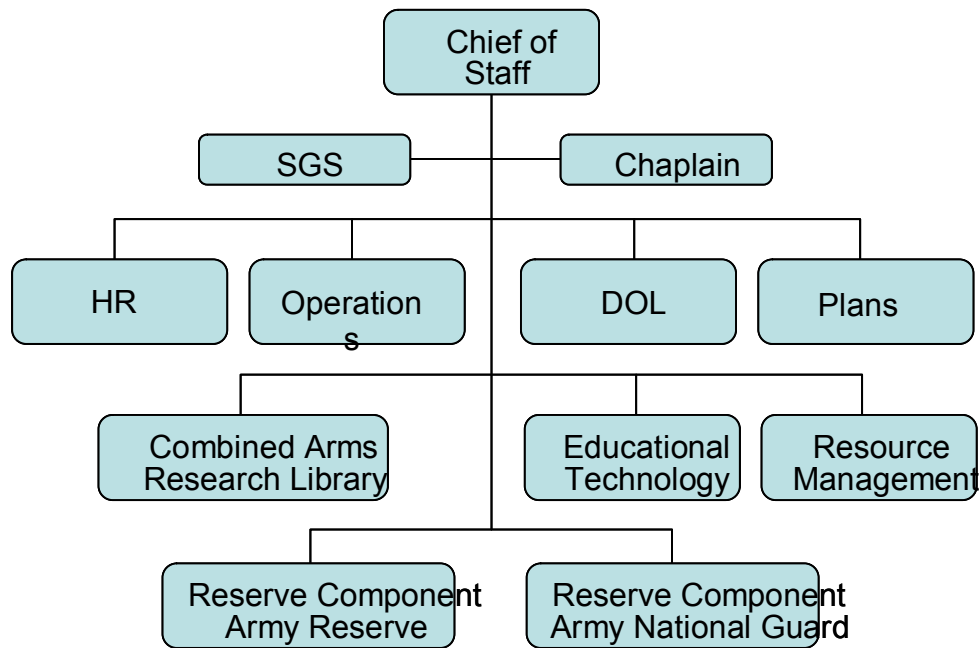 Chief of
Staff
SGS
Chaplain
HR
Operation
s
DOL
Plans
Combined Arms
Research Library
Educational
Technology
Resource
Management
Reserve Component
Army Reserve
Reserve Component
Army National Guard